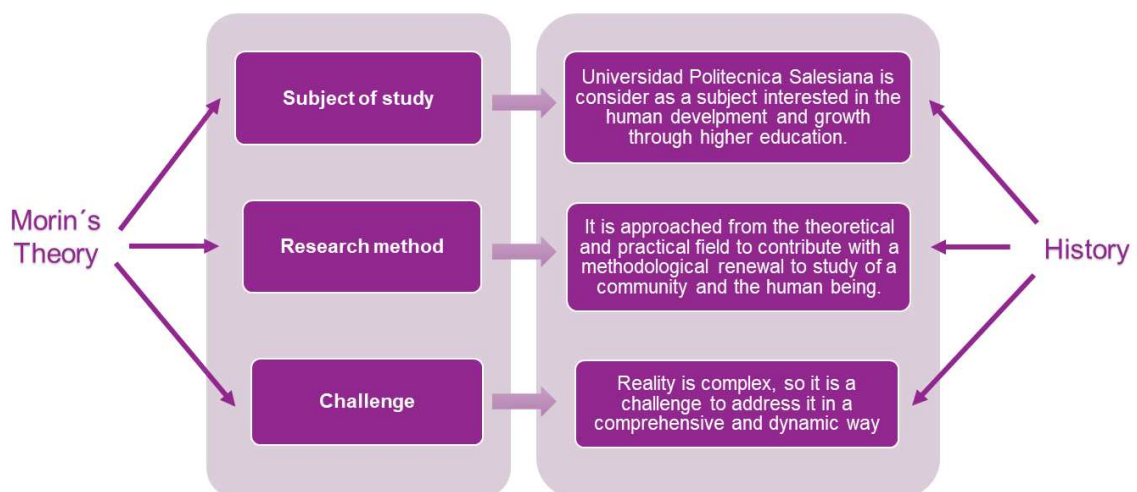 Morin´s
Theory
Subject of study
Universidad Politecnica Salesiana is
consider as a subject interested in the
human develpment and growth
through higher education.
Research method
It is approached from the theoretical
and practical field to contribute with a
methodological renewal to study of a
community and the human being.
Challenge
Reality is complex, so it is a
challenge to address it in a
comprehensive and dynamic way
History